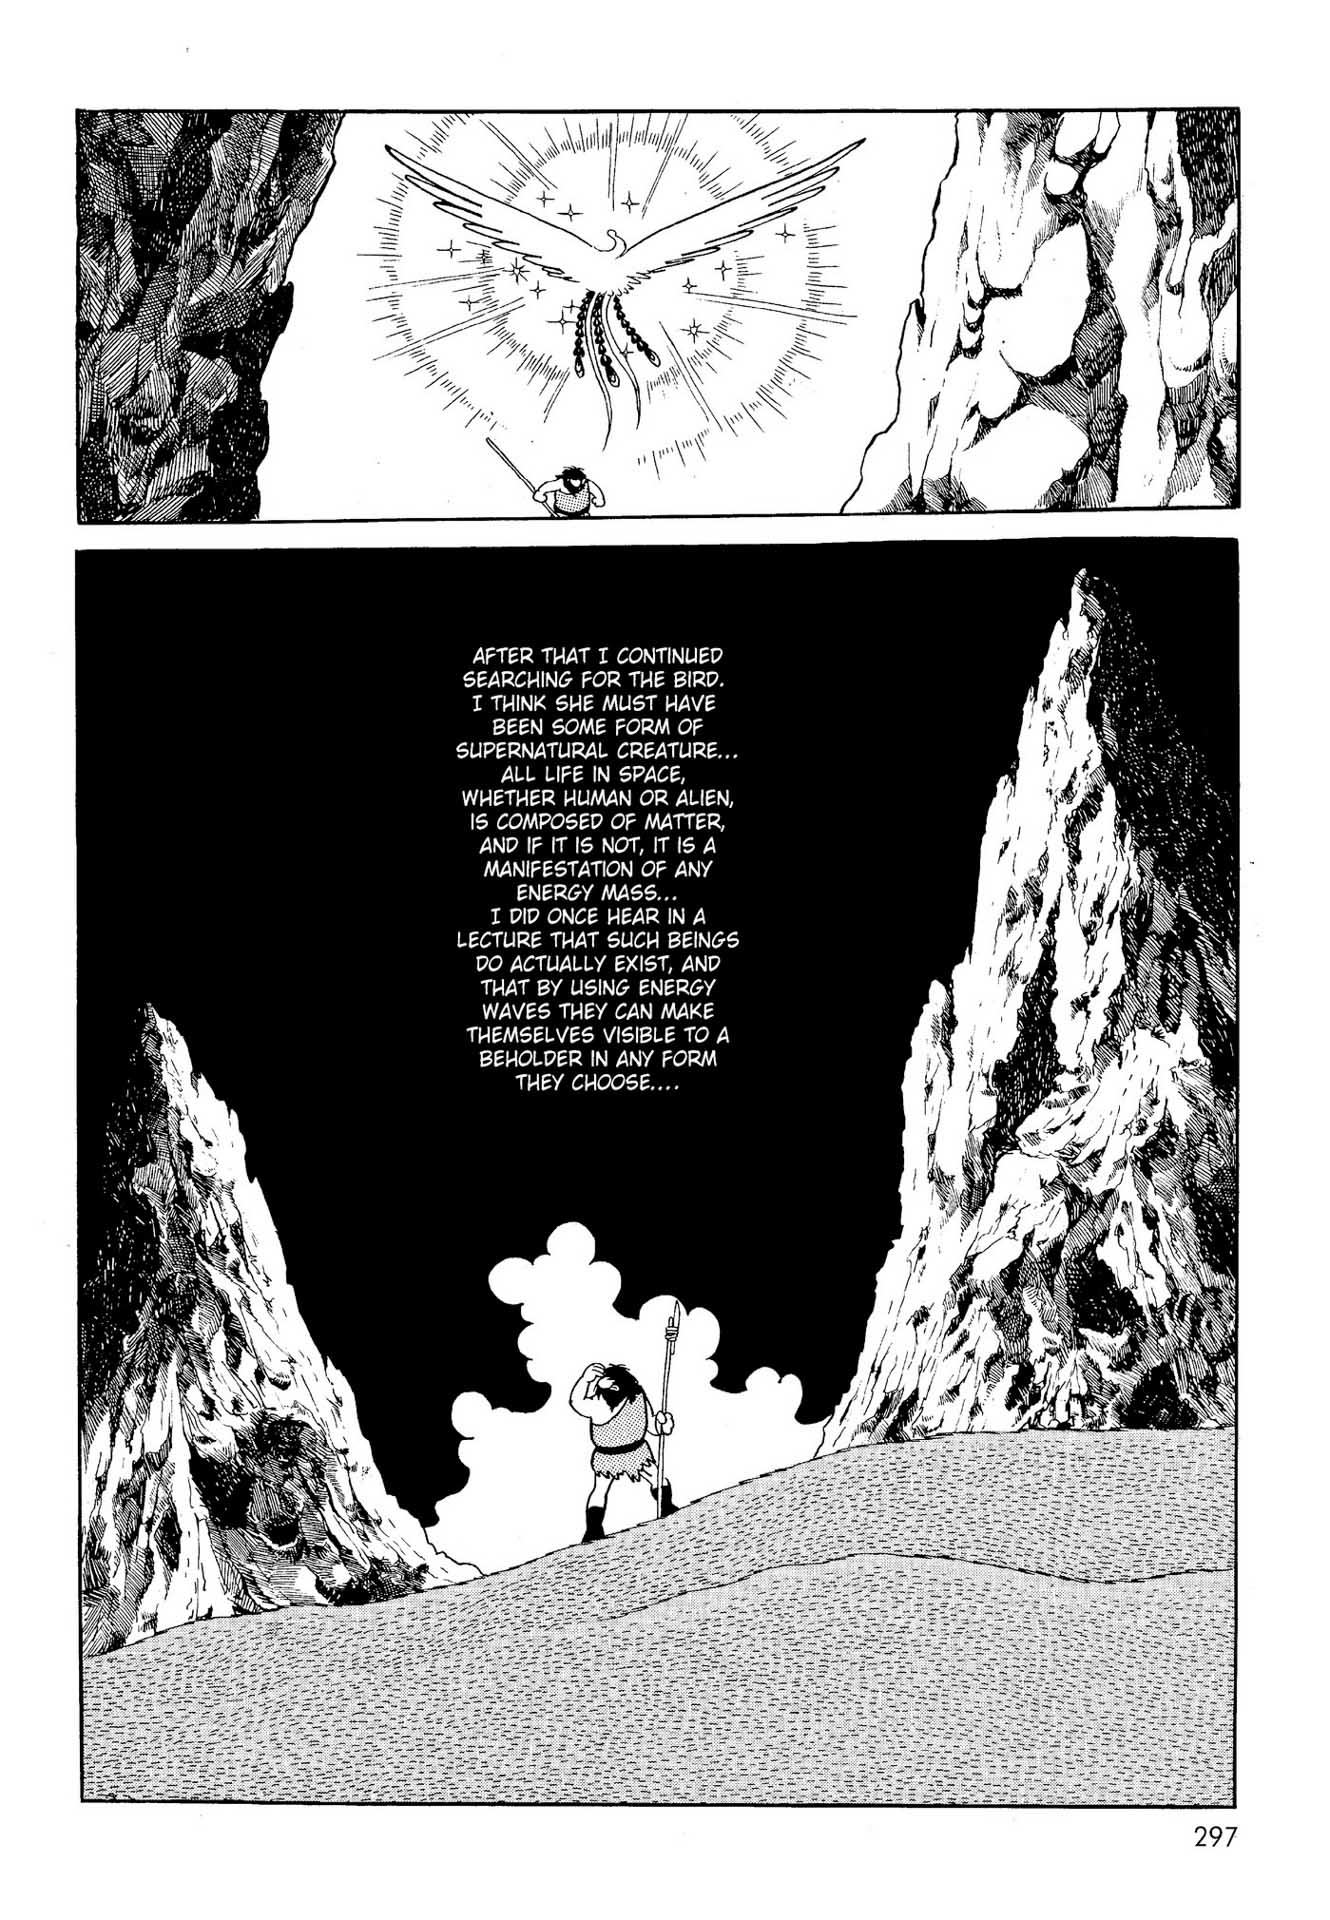 AFTER THAT I CONTINUED
SEARCHING FOR THE BIRD.
I THINK SHE MUST HAVE
BEEN SOME FORM OF
SUPERNATURAL CREATURE...
ALL LIFE IN SPACE,
WHETHER HUMAN OR ALIEN,
IS COMPOSED OF MATTER,
AND IF IT IS NOT, IT IS A
MANIFESTATION OF ANY
ENERGY MASS...
I DID ONCE HEAR IN A
LECTURE THAT SUCH BEINGS
DO ACTUALLY EXIST, AND
THAT BY USING ENERGY
WAVES THEY CAN MAKE
THEMSELVES VISIBLE TO A
BEHOLDER IN ANY FORM
THEY CHOOSE....
297